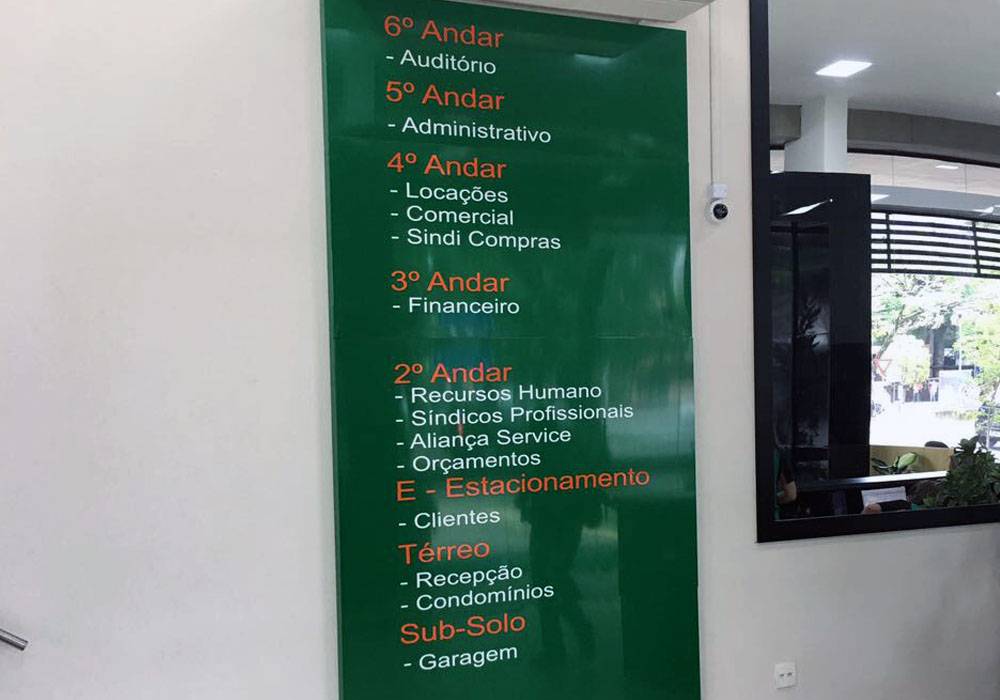 6º Andar
- Auditório
5º Andar
- Administrativo
4º Andar
- Locações
- Comercial
- Sindi Compras
3º Andar
- Financeiro
2º Andar
- Recursos Humano
- Síndicos Profissionais
- Aliança Service
- Orçamentos
E - Estacionamento
- Clientes
Térreo
- Recepção
- Condomínios
Sub-Solo
- Garagem